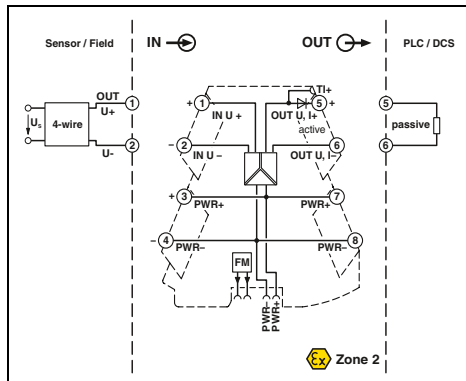 Sensor / Field
IN
OUT
PLC / DCS
TI+
OUT
U+
1
+ 1
5 +
5
IN U +
OUT U, I+
active
Us
4-wire
passive
2
U-
– 2
6
6
IN U –
OUT U, I–
+ 3
7
PWR+
PWR+
– 4
8
PWR–
PWR–
FM
PWR–
PWR+
Ex Zone 2